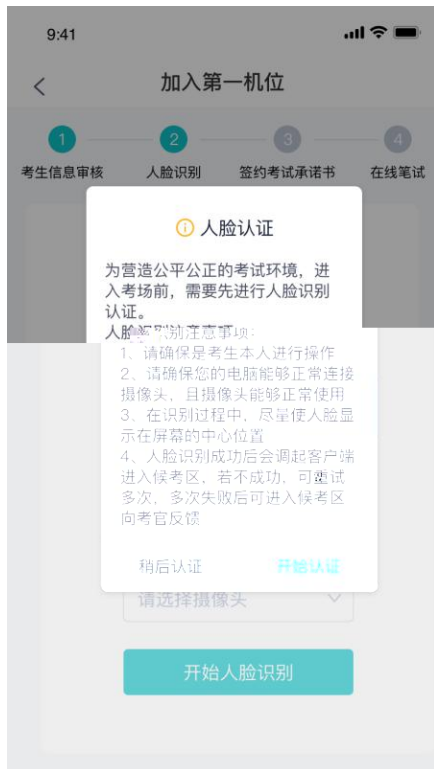 9:41
加入第一机位
1
2
3
4
考生信息审核
人脸识别
签约考试承诺书
在线笔试
人脸认证
为营造公平公正的考试环境，进
入考场前，需要先进行人脸识别
认证。
人脸识别注意事项：
1、请确保是考生本人进行操作
2、请确保您的电脑能够正常连接
摄像头，且摄像头能够正常使用
3、在识别过程中，尽量使人脸显
示在屏幕的中心位置
4、人脸识别成功后会调起客户端
进入候考区，若不成功，可重试
多次，多次失败后可进入候考区
向考官反馈
稍后认证
开始认证
请选择摄像头
开始人脸识别